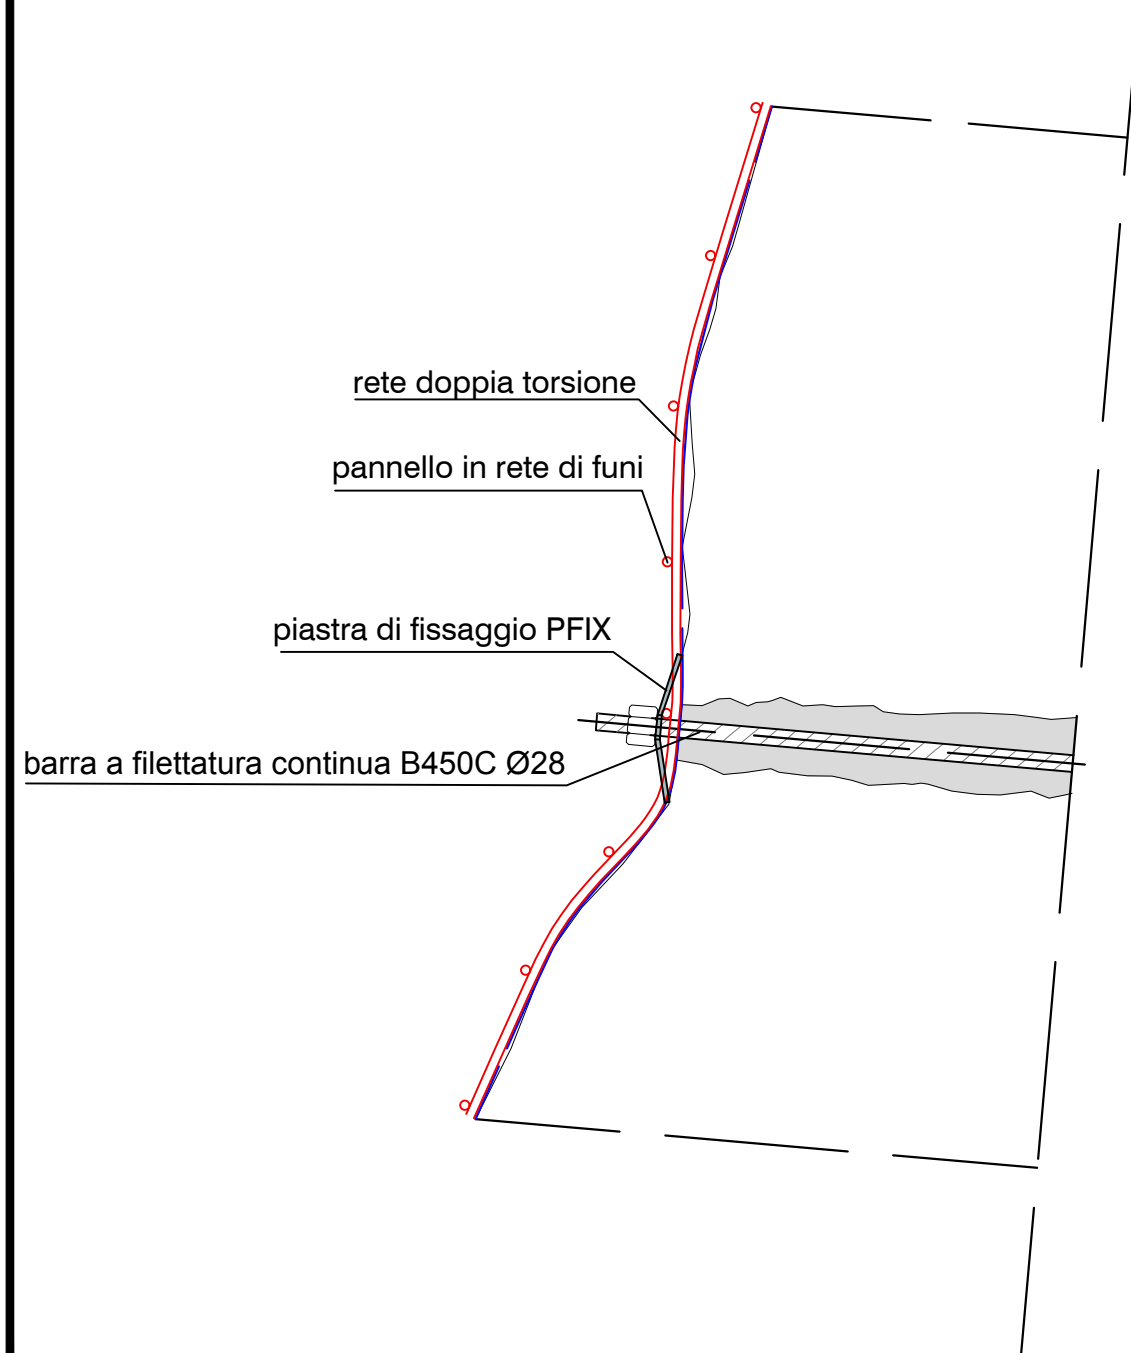 rete doppia torsione
pannello in rete di funi
piastra di fissaggio PFIX
barra a filettatura continua B450C Ø28